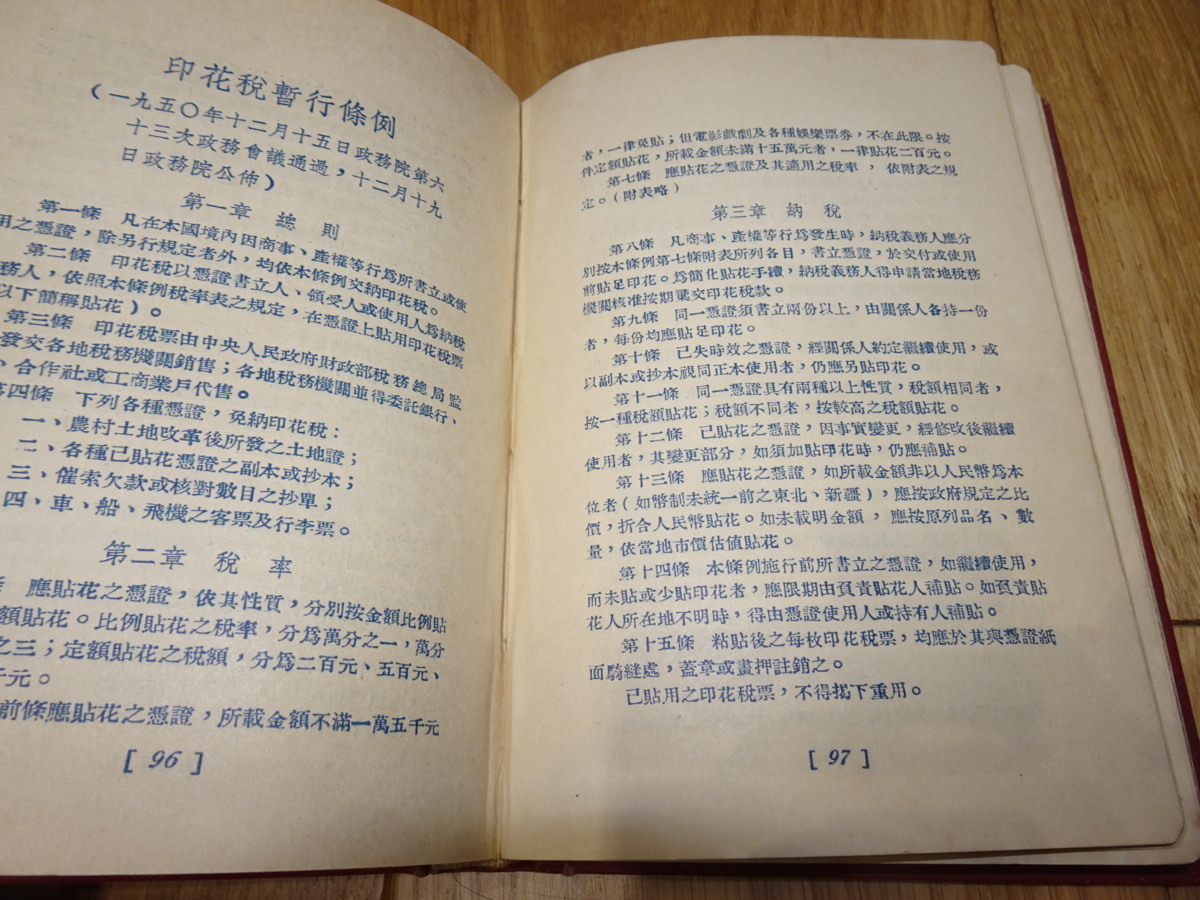 印花稅暫行條例
(一九五〇年十二月十五日政務院第六
十三次政務會議通過，十二月十九
日政務院公佈)
第一章 總則
第一條 凡在本國境內因商事、產權等行爲所書立或使
用之憑證，除另行規定者外，均依本條例交納印花稅。
第二條 印花稅以憑證書立人、領受人或使用人爲納稅
務人，依照本條例稅率表之規定，在憑證上貼用印花稅票
以下簡稱貼花)。
第三條 印花稅票由中央人民政府財政部稅務總局監
發交各地稅務機關銷售；各地稅務機關並得委託銀行、
、合作社或工商業戶代售。
第四條 下列各種憑證，免納印花稅：
一、農村土地改革後所發之土地證；
二、各種已貼花憑證之副本或抄本；
三、催索欠款或核對數目之抄單；
四、車、船、飛機之客票及行李票。
第二章 稅率
應貼花之憑證，依其性質，分別按金額比例貼
額貼花。比例貼花之稅率，分爲萬分之一，萬分
之三；定額貼花之稅額，分爲二百元、五百元、
千元。
前條應貼花之憑證，所載金額不滿一萬五千元
[96]
者，一律免貼；但電影戲劇及各種娛樂票券，不在此限。按
件定額貼花，所載金額未滿十五萬元者，一律貼花二百元。
第七條 應貼花之憑證及其適用之稅率，依附表之規
定。(附表略)
第三章 納稅
第八條 凡商事、產權等行爲發生時，納稅義務人應分
別按本條例第七條附表所列各目，書立憑證，於交付或使用
前貼足印花。爲簡化貼花手續，納稅義務人得申請當地稅務
機關核准按期彙交印花稅款。
第九條 同一憑證須書立兩份以上，由關係人各持一份
者，每份均應貼足印花。
第十條 已失時效之憑證，經關係人約定繼續使用，或
以副本或抄本視同正本使用者，仍應另貼印花。
第十一條 同一憑證具有兩種以上性質，稅額相同者，
按一種稅額貼花；稅額不同者，按較高之稅額貼花。
第十二條 已貼花之憑證，因事實變更，經修改後繼續
使用者，其變更部分，如須加貼印花時，仍應補貼。
第十三條 應貼花之憑證，如所載金額非以人民幣爲本
位者(如幣制未統一前之東北、新疆)，應按政府規定之比
價，折合人民幣貼花。如未載明金額，應按原列品名、數
量，依當地市價估值貼花。
第十四條 本條例施行前所書立之憑證，如繼續使用，
而未貼或少貼印花者，應限期由負責貼花人補貼。如負責貼
花人所在地不明時，得由憑證使用人或持有人補貼。
第十五條 粘貼後之每枚印花稅票，均應於其與憑證紙
面騎縫處，蓋章或畫押註銷之。
已貼用之印花稅票，不得揭下重用。
[97]